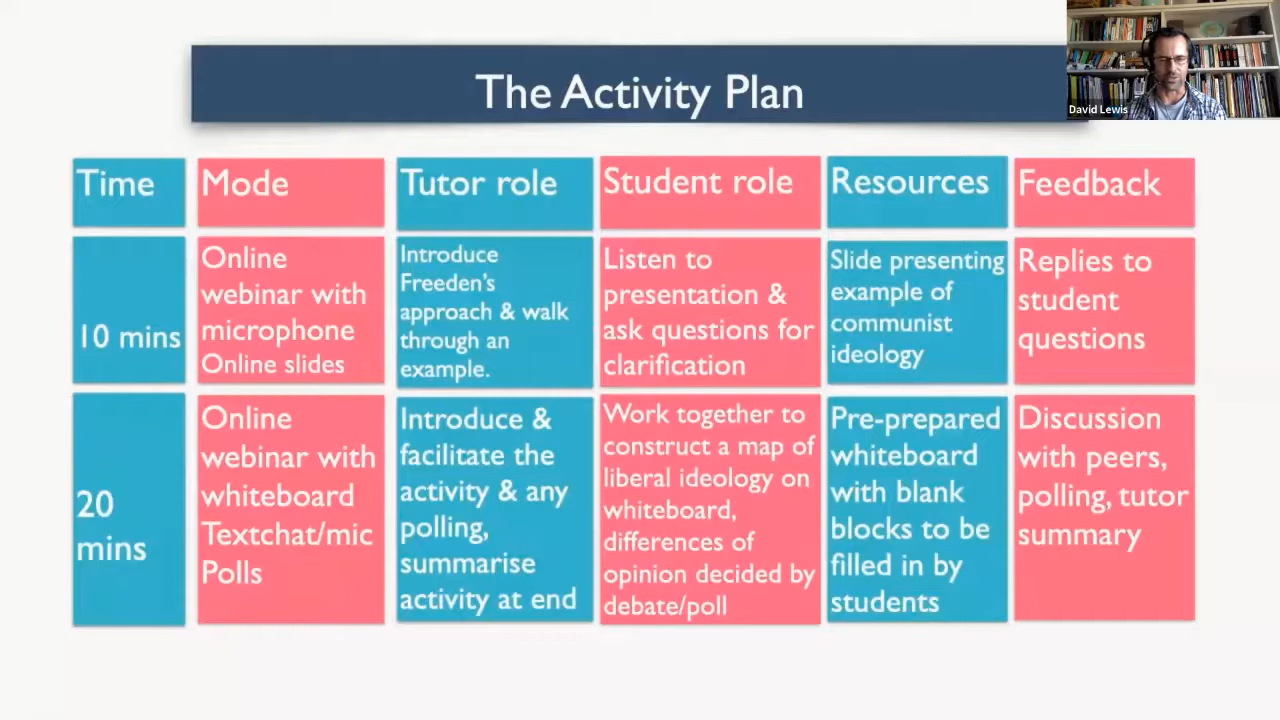 The Activity Plan
David Lewis
Time
Mode
Tutor role
Student role
Resources
Feedback
10 mins
Online
webinar with
microphone
Online slides
Introduce
Freeden's
approach & walk
through an
example.
Listen to
presentation &
ask questions for
clarification
Slide presenting
example of
communist
ideology
Replies to
student
questions
20
mins
Online
webinar with
whiteboard
Textchat/mic
Polls
Introduce &
facilitate the
activity & any
polling,
summarise
activity at end
Work together to
construct a map of
liberal ideology on
whiteboard,
differences of
opinion decided by
debate/poll
Pre-prepared
whiteboard
with blank
blocks to be
filled in by
students
Discussion
with peers,
polling, tutor
summary